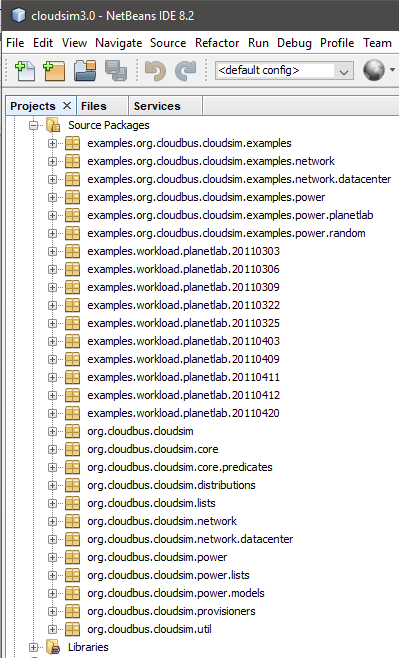 cloudsim3.0 - NetBeans IDE 8.2
File Edit View Navigate Source Refactor Run Debug Profile Team
<default config>
Projects × Files Services
Source Packages
examples.org.cloudbus.cloudsim.examples
examples.org.cloudbus.cloudsim.examples.network
examples.org.cloudbus.cloudsim.examples.network.datacenter
examples.org.cloudbus.cloudsim.examples.power
examples.org.cloudbus.cloudsim.examples.power.planetlab
examples.org.cloudbus.cloudsim.examples.power.random
examples.workload.planetlab.20110303
examples.workload.planetlab.20110306
examples.workload.planetlab.20110309
examples.workload.planetlab.20110322
examples.workload.planetlab.20110325
examples.workload.planetlab.20110403
examples.workload.planetlab.20110409
examples.workload.planetlab.20110411
examples.workload.planetlab.20110412
examples.workload.planetlab.20110420
org.cloudbus.cloudsim
org.cloudbus.cloudsim.core
org.cloudbus.cloudsim.core.predicates
org.cloudbus.cloudsim.distributions
org.cloudbus.cloudsim.lists
org.cloudbus.cloudsim.network
org.cloudbus.cloudsim.network.datacenter
org.cloudbus.cloudsim.power
org.cloudbus.cloudsim.power.lists
org.cloudbus.cloudsim.power.models
org.cloudbus.cloudsim.provisioners
org.cloudbus.cloudsim.util
Libraries